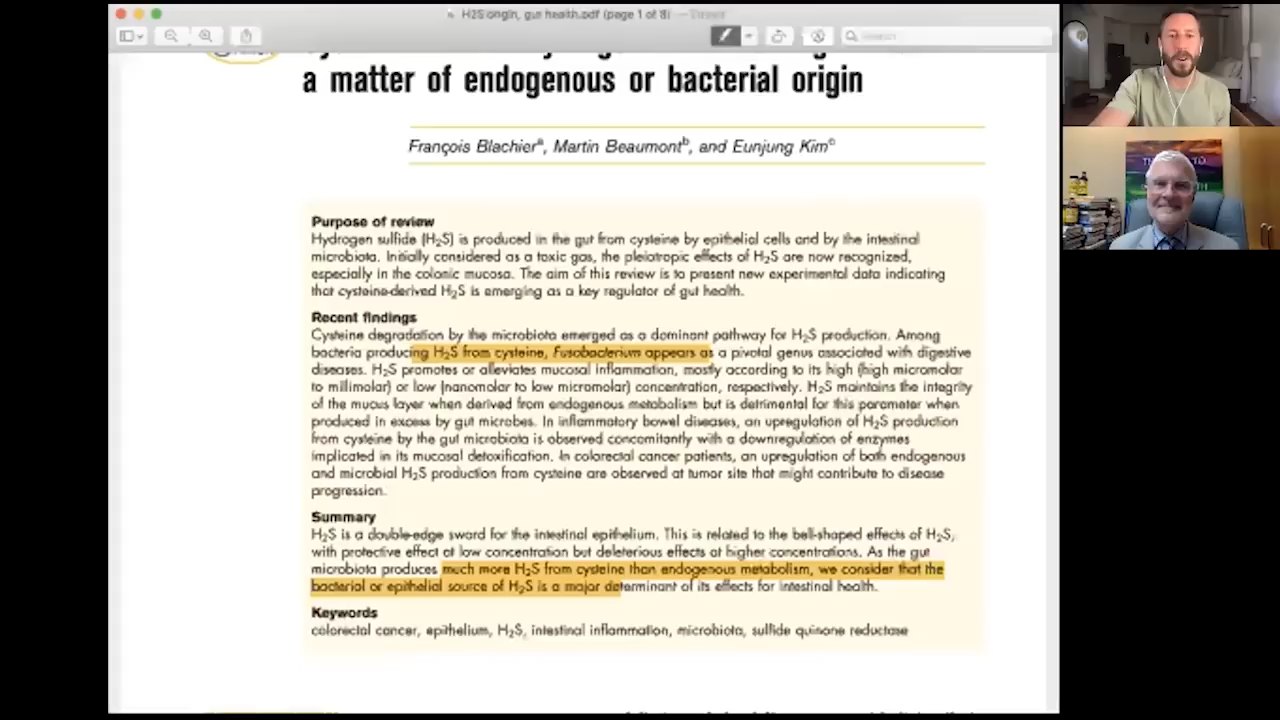 H2S origin, gut health.pdf (page 1 of 8)
Search
a matter of endogenous or bacterial origin
François Blachierᵃ, Martin Beaumontᵇ, and Eunjung Kimᶜ
Purpose of review
Hydrogen sulfide (H₂S) is produced in the gut from cysteine by epithelial cells and by the intestinal
microbiota. Initially considered as a toxic gas, the pleiotropic effects of H₂S are now recognized,
especially in the colonic mucosa. The aim of this review is to present new experimental data indicating
that cysteine-derived H₂S is emerging as a key regulator of gut health.
Recent findings
Cysteine degradation by the microbiota emerged as a dominant pathway for H₂S production. Among
bacteria producing H₂S from cysteine, Fusobacterium appears as a pivotal genus associated with digestive
diseases. H₂S promotes or alleviates mucosal inflammation, mostly according to its high (high micromolar
to millimolar) or low (nanomolar to low micromolar) concentration, respectively. H₂S maintains the integrity
of the mucus layer when derived from endogenous metabolism but is detrimental for this parameter when
produced in excess by gut microbes. In inflammatory bowel diseases, an upregulation of H₂S production
from cysteine by the gut microbiota is observed concomitantly with a downregulation of enzymes
implicated in its mucosal detoxification. In colorectal cancer patients, an upregulation of both endogenous
and microbial H₂S production from cysteine are observed at tumor site that might contribute to disease
progression.
Summary
H₂S is a double-edge sword for the intestinal epithelium. This is related to the bell-shaped effects of H₂S,
with protective effect at low concentration but deleterious effects at higher concentrations. As the gut
microbiota produces much more H₂S from cysteine than endogenous metabolism, we consider that the
bacterial or epithelial source of H₂S is a major determinant of its effects for intestinal health.
Keywords
colorectal cancer, epithelium, H₂S, intestinal inflammation, microbiota, sulfide quinone reductase